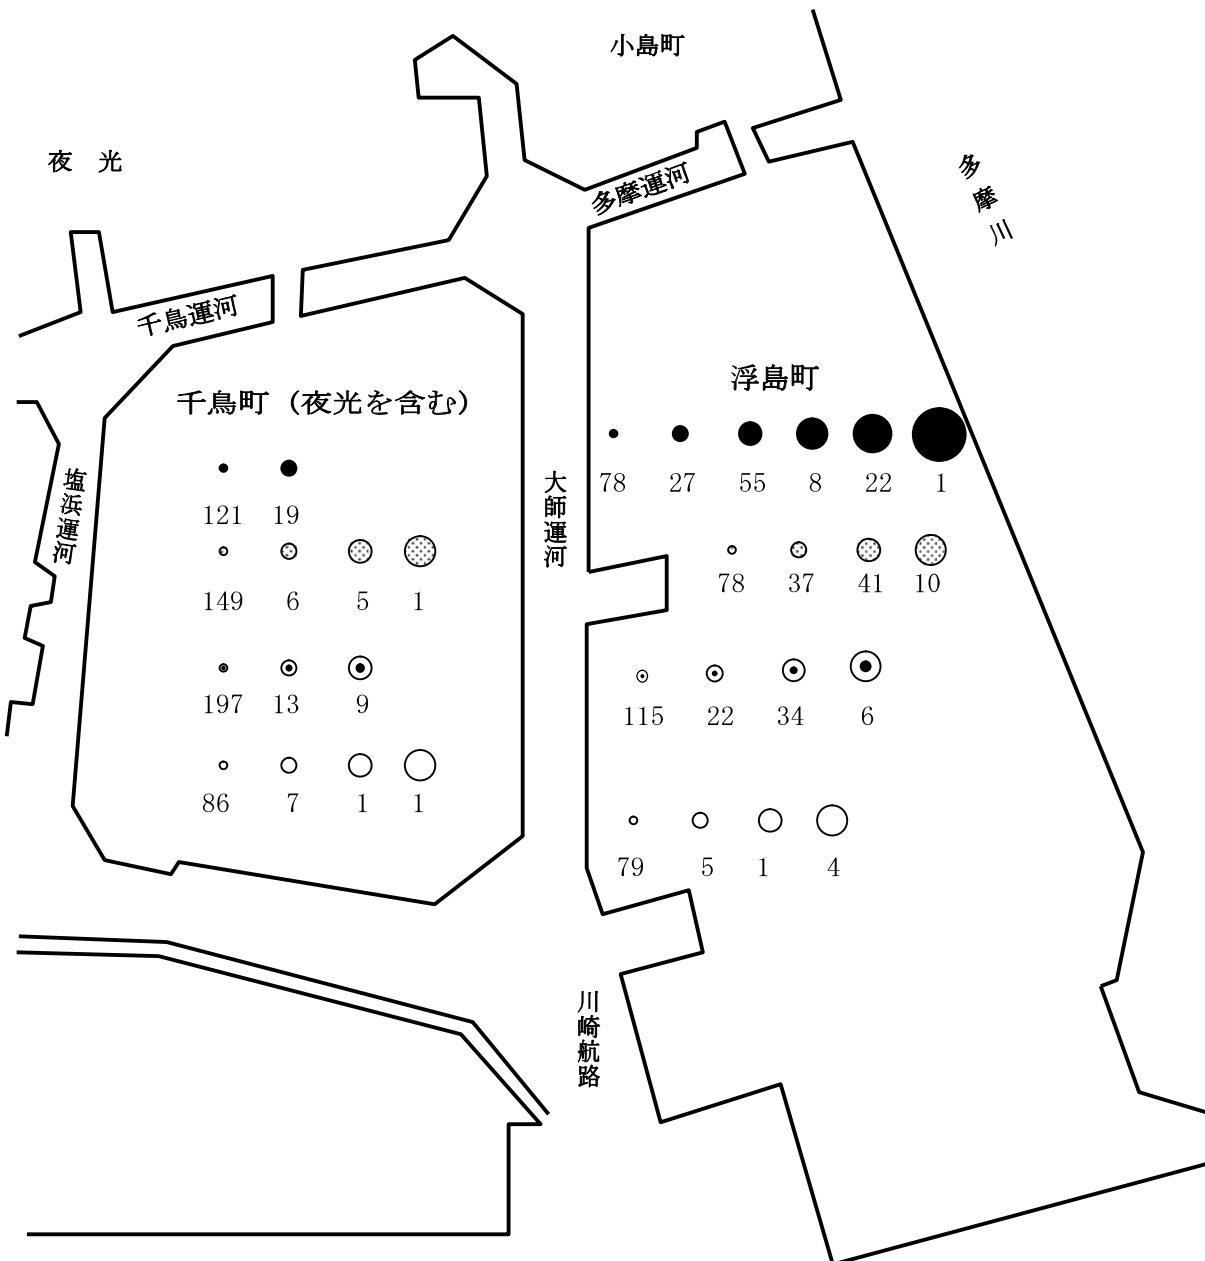 小島町
夜 光
多摩運河
多摩川
千鳥運河
千鳥町（夜光を含む）
121 19
149 6 5 1
197 13 9
86 7 1 1
塩浜運河
大師運河
浮島町
78 27 55 8 22 1
78 37 41 10
115 22 34 6
79 5 1 4
川崎航路